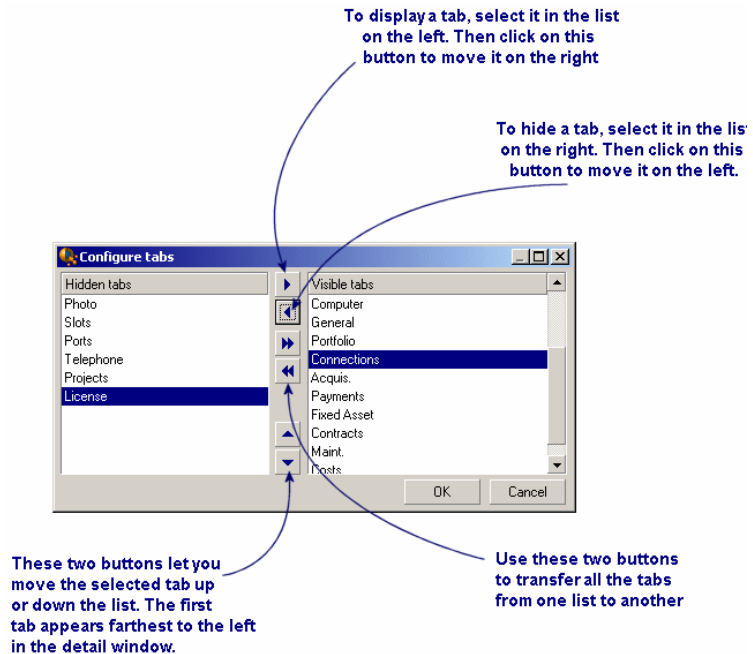 To display a tab, select it in the list
on the left. Then click on this
button to move it on the right
To hide a tab, select it in the list
on the right. Then click on this
button to move it on the left.
Configure tabs
Hidden tabs
Photo
Slots
Ports
Telephone
Projects
License
Visible tabs
Computer
General
Portfolio
Connections
Acquis.
Payments
Fixed Asset
Contracts
Maint.
Costs
OK
Cancel
These two buttons let you
move the selected tab up
or down the list. The first
tab appears farthest to the left
in the detail window.
Use these two buttons
to transfer all the tabs
from one list to another